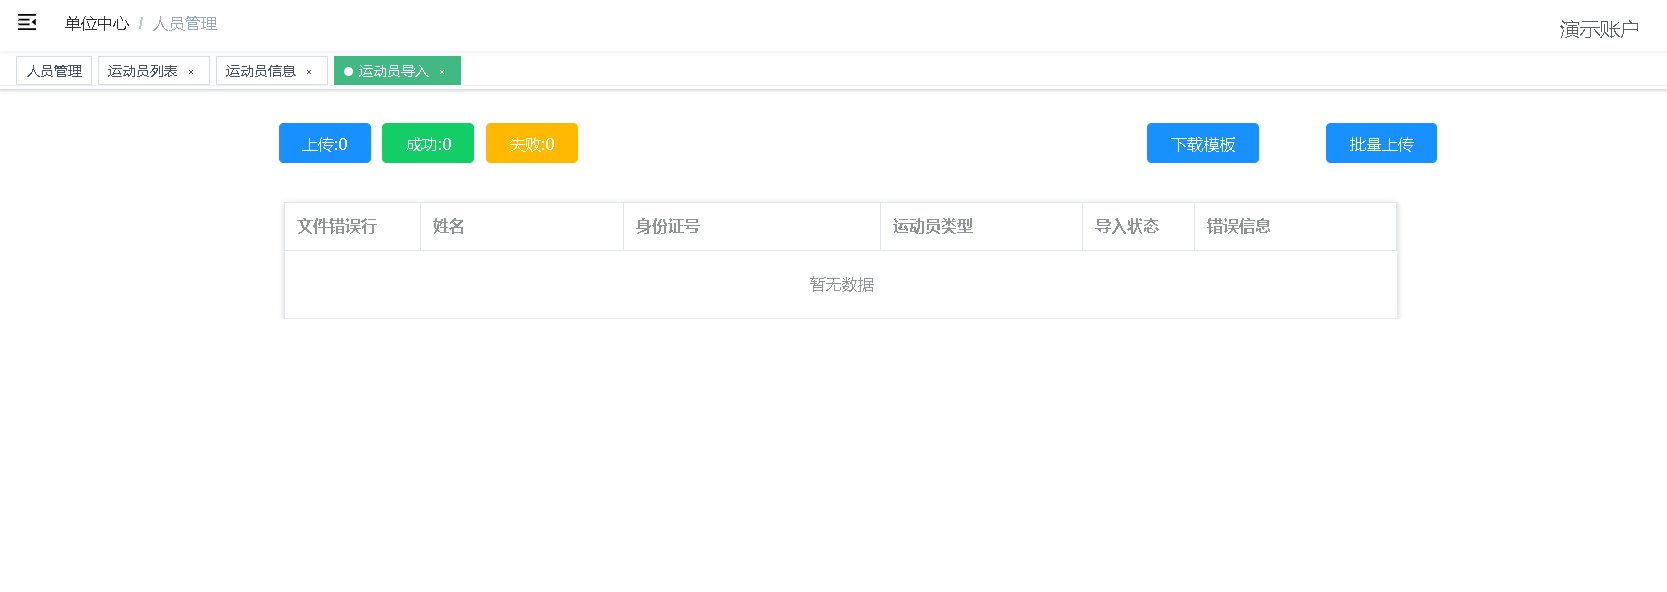 单位中心 / 人员管理
演示账户
人员管理 运动员列表 × 运动员信息 × 运动员导入 ×
上传:0 成功:0 失败:0 下载模板 批量上传
文件错误行 姓名 身份证号 运动员类型 导入状态 错误信息
暂无数据